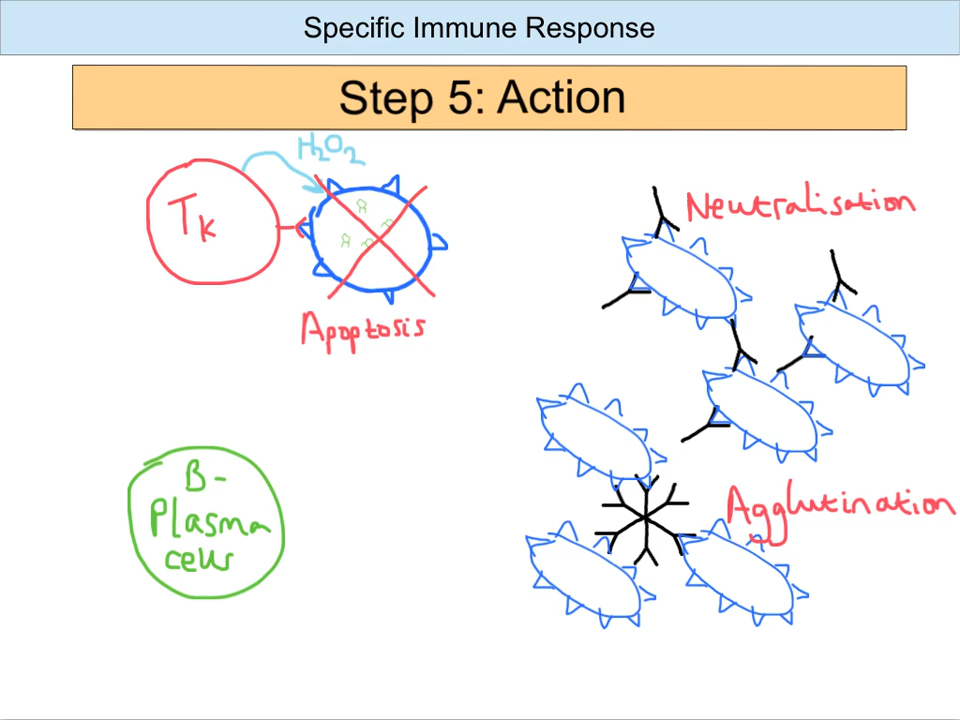 Specific Immune Response
Step 5: Action
H₂O₂
Tk
Neutralisation
Apoptosis
B-
Plasma
cells
Agglutination